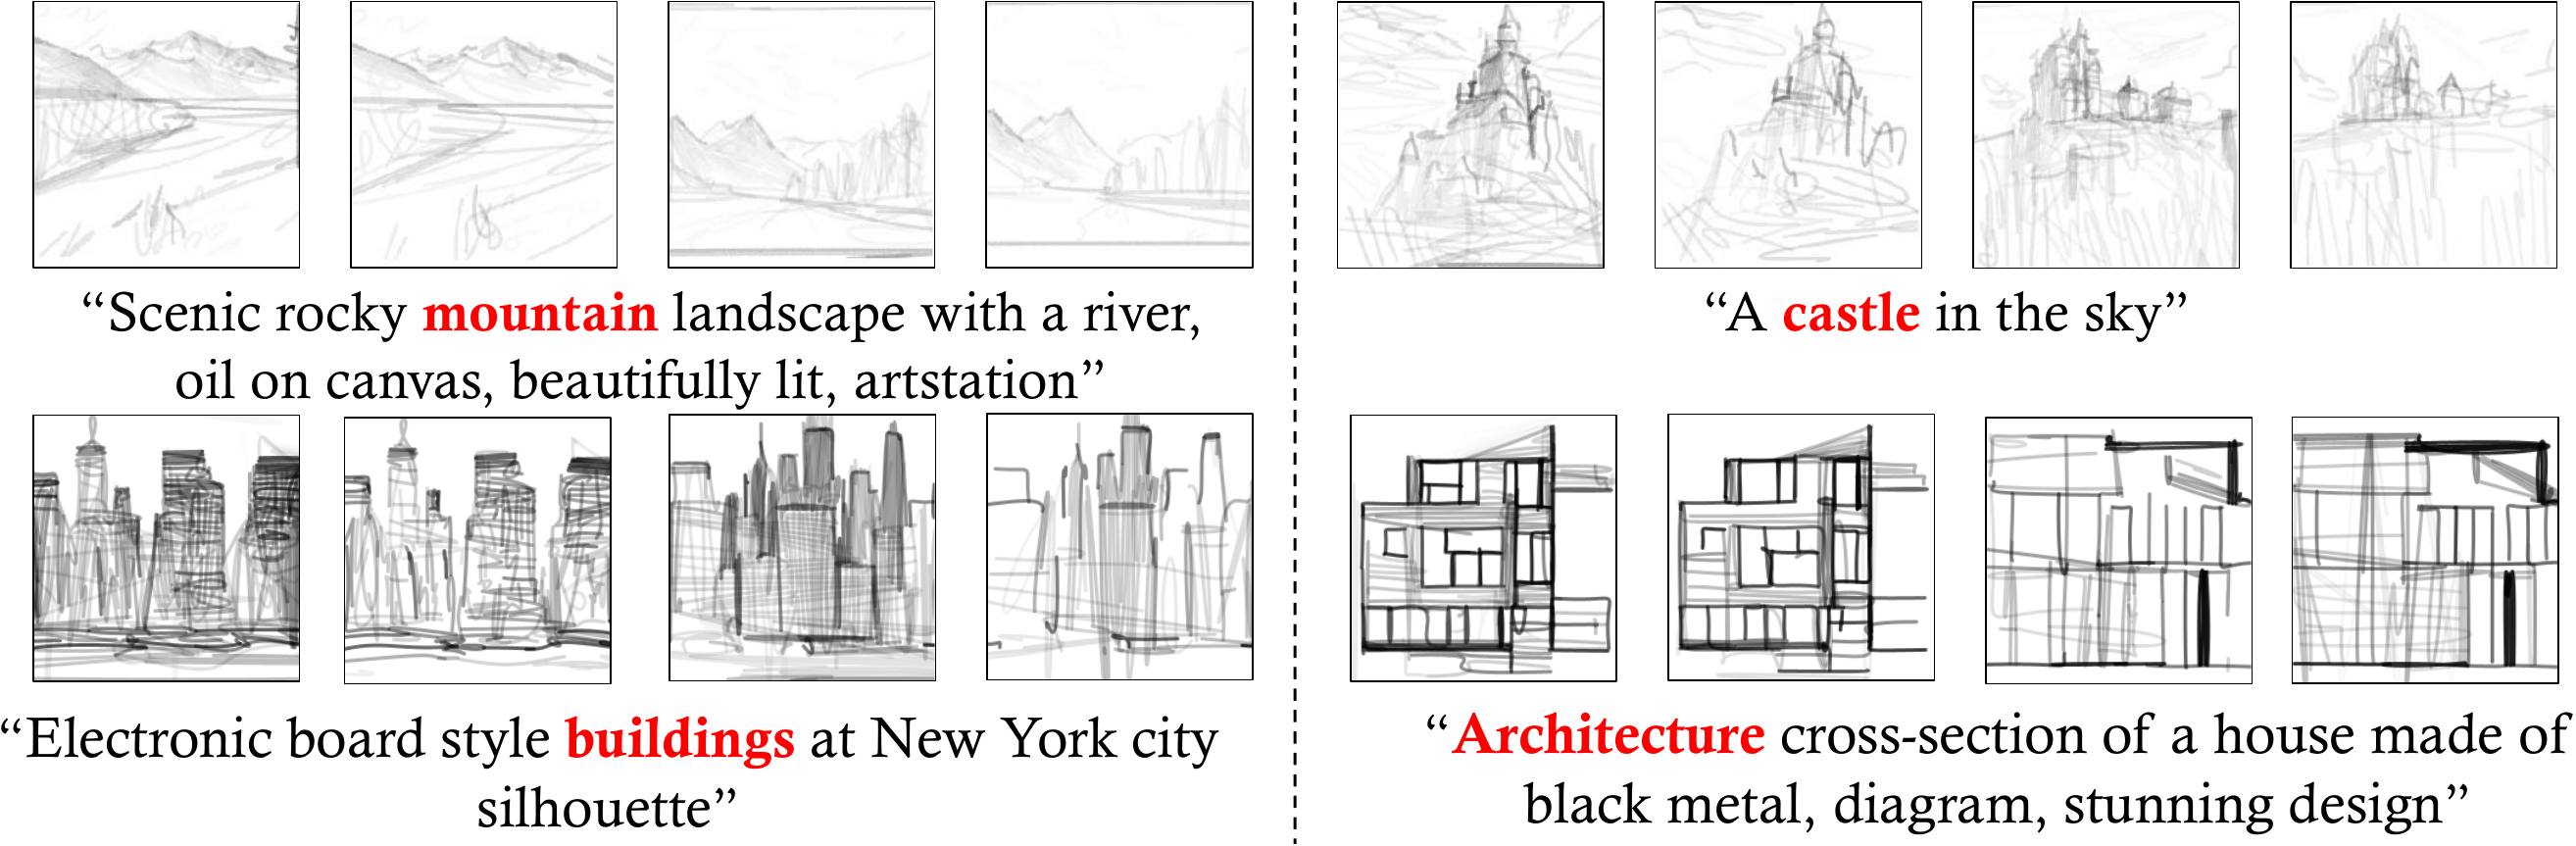 “Scenic rocky mountain landscape with a river,
oil on canvas, beautifully lit, artstation”
“A castle in the sky”
“Electronic board style buildings at New York city
silhouette”
“Architecture cross-section of a house made of
black metal, diagram, stunning design”